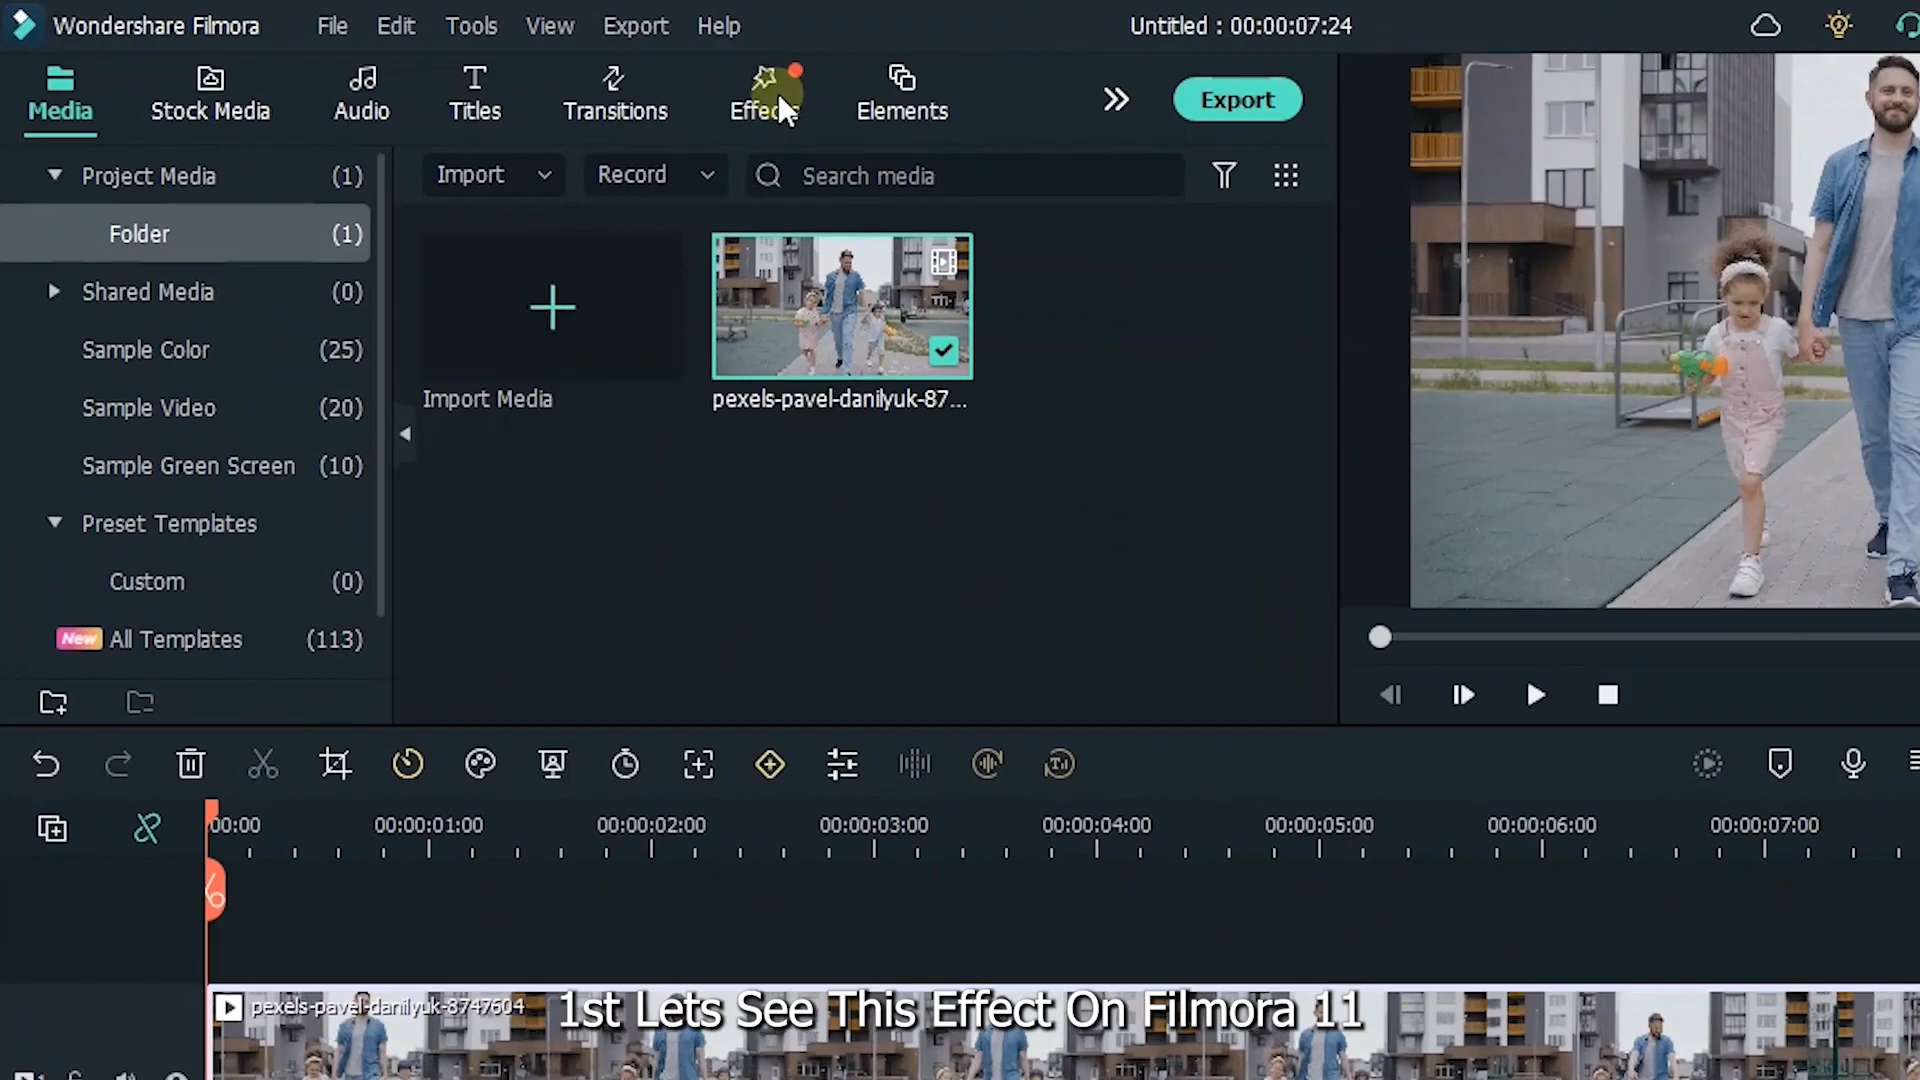 Wondershare Filmora
File
Edit
Tools
View
Export
Help
Untitled : 00:00:07:24
Media
Stock Media
Audio
Titles
Transitions
Effects
Elements
Export
Project Media (1)
Folder (1)
Shared Media (0)
Sample Color (25)
Sample Video (20)
Sample Green Screen (10)
Preset Templates
Custom (0)
New All Templates (113)
Import
Record
Search media
Import Media
pexels-pavel-danilyuk-87...
00:00
00:00:01:00
00:00:02:00
00:00:03:00
00:00:04:00
00:00:05:00
00:00:06:00
00:00:07:00
pexels-pavel-danilyuk-8747604
1st Lets See This Effect On Filmora 11